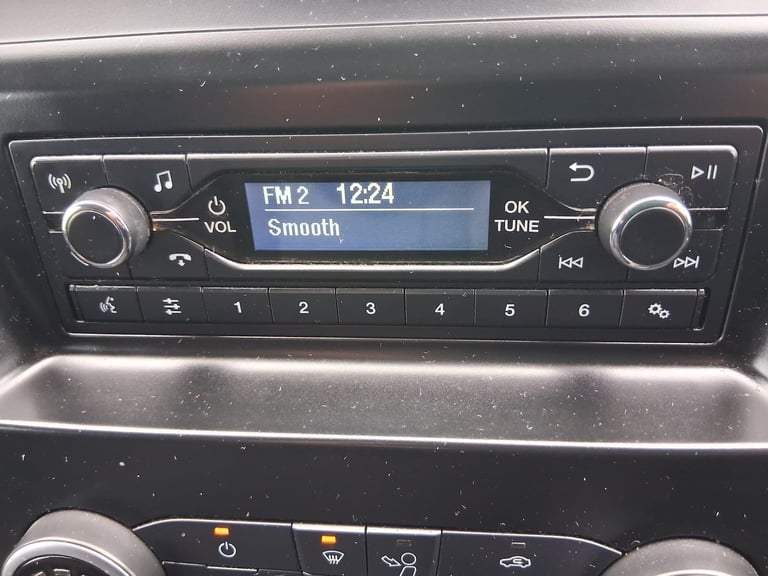 FM 2 12:24
Smooth
VOL
OK
TUNE
1 2 3 4 5 6